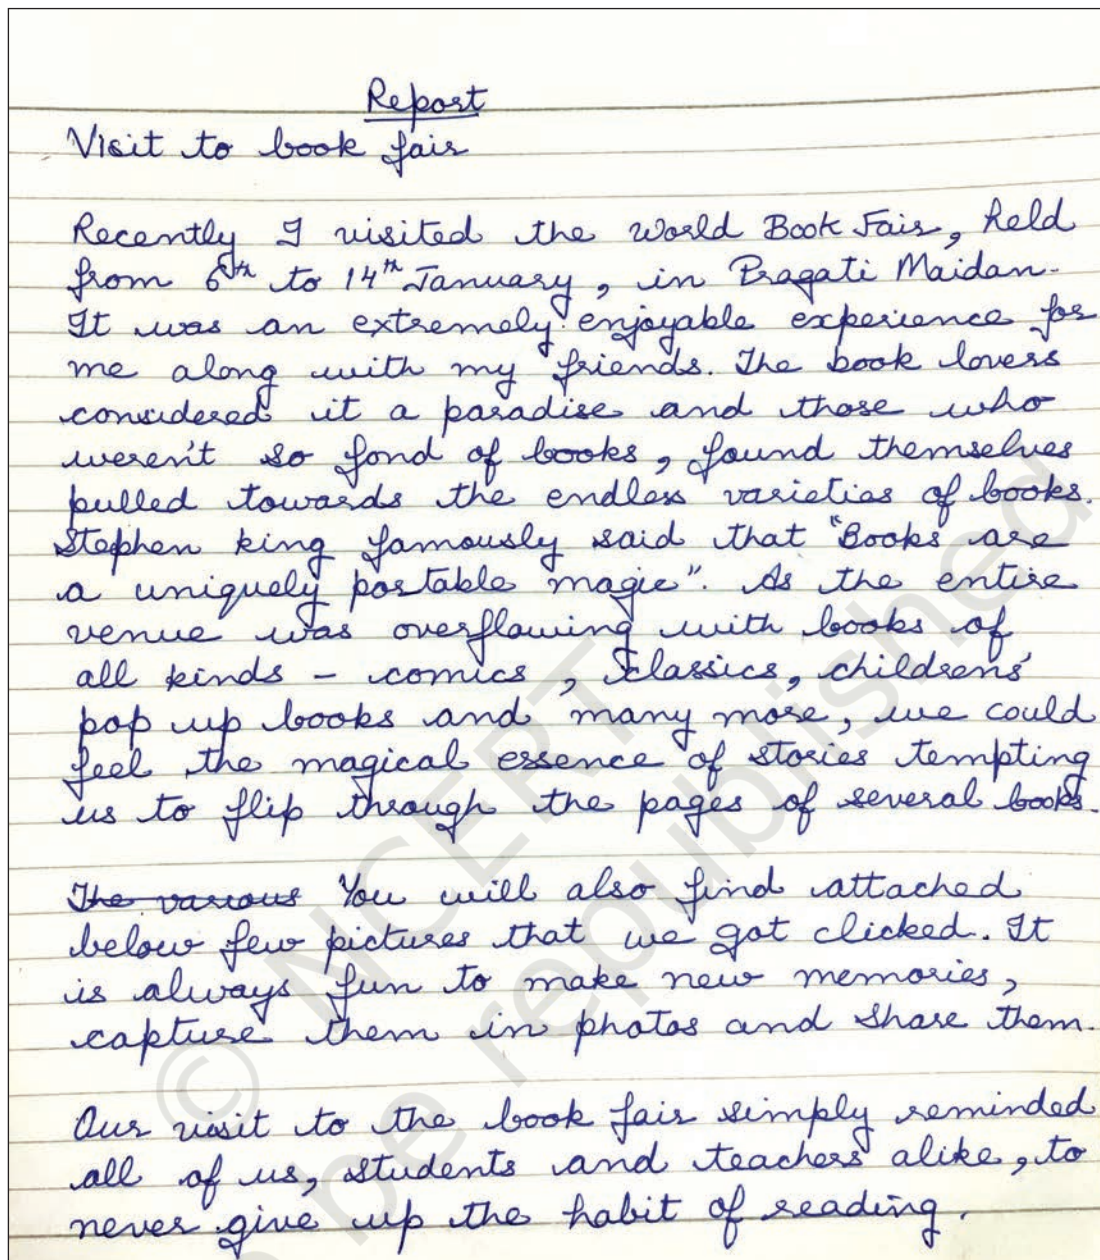 Report
Visit to book fair
Recently I visited the World Book Fair, held
from 6th to 14th January, in Pragati Maidan.
It was an extremely enjoyable experience for
me along with my friends. The book lovers
considered it a paradise and those who
weren't so fond of books, found themselves
pulled towards the endless varieties of books.
Stephen king famously said that "Books are
a uniquely portable magic". As the entire
venue was overflowing with books of
all kinds - comics, classics, childrens'
pop up books and many more, we could
feel the magical essence of stories tempting
us to flip through the pages of several books.
The various You will also find attached
below few pictures that we got clicked. It
is always fun to make new memories,
capture them in photos and share them.
Our visit to the book fair simply reminded
all of us, students and teachers alike, to
never give up the habit of reading.
© NCERT
be republished